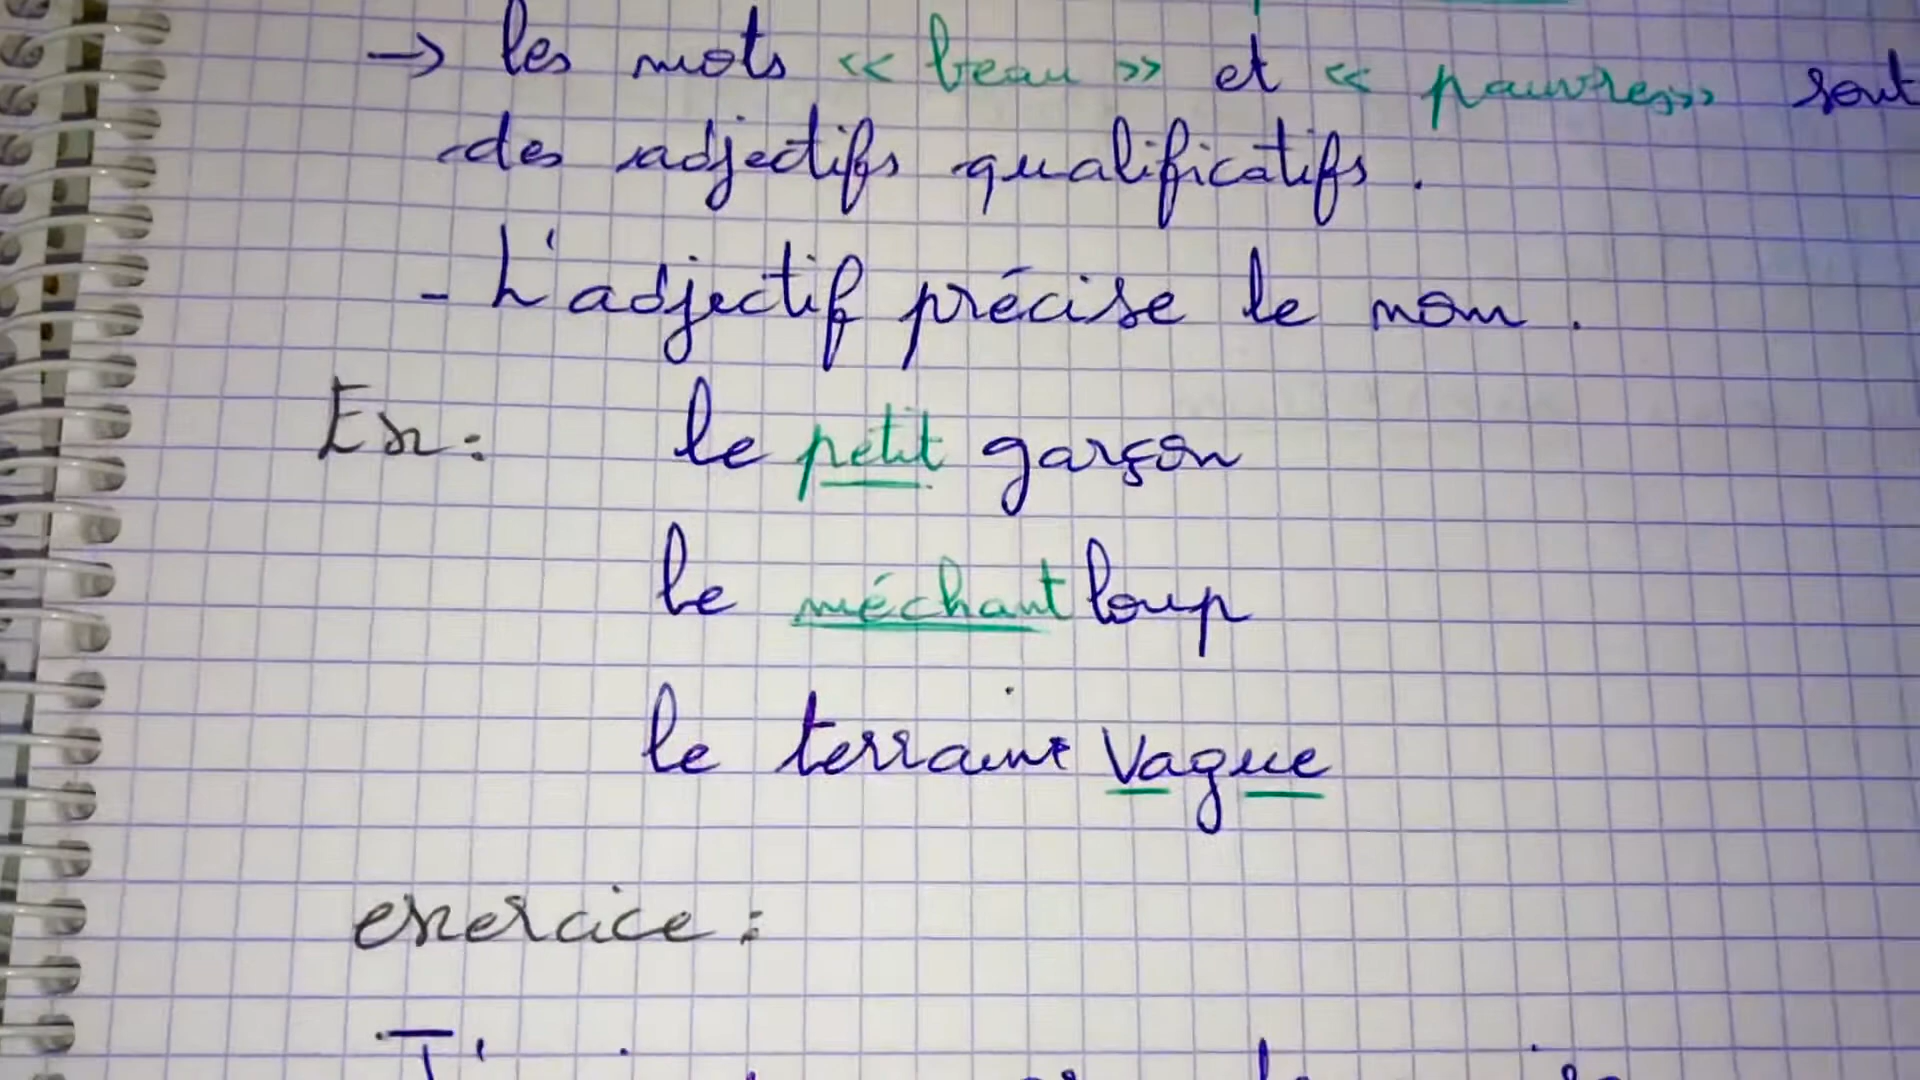 → les mots « beau » et « pauvres » sont
des adjectifs qualificatifs.
- L'adjectif précise le nom.
Ex: le petit garçon
le méchant loup
le terrain vague
exercice :